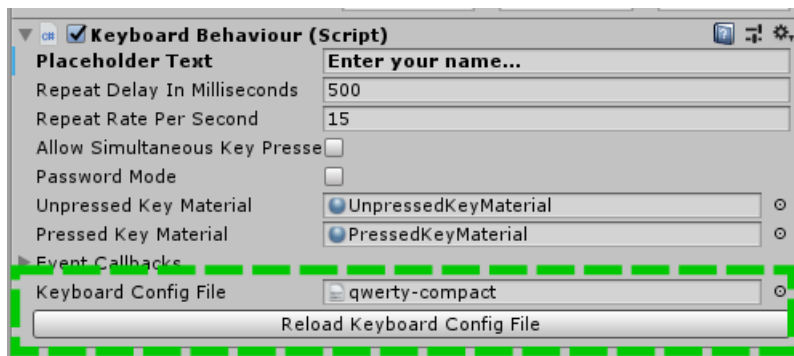 c# Keyboard Behaviour (Script)
Placeholder Text Enter your name...
Repeat Delay In Milliseconds 500
Repeat Rate Per Second 15
Allow Simultaneous Key Presse
Password Mode
Unpressed Key Material UnpressedKeyMaterial
Pressed Key Material PressedKeyMaterial
Event Callbacks
Keyboard Config File qwerty-compact
Reload Keyboard Config File